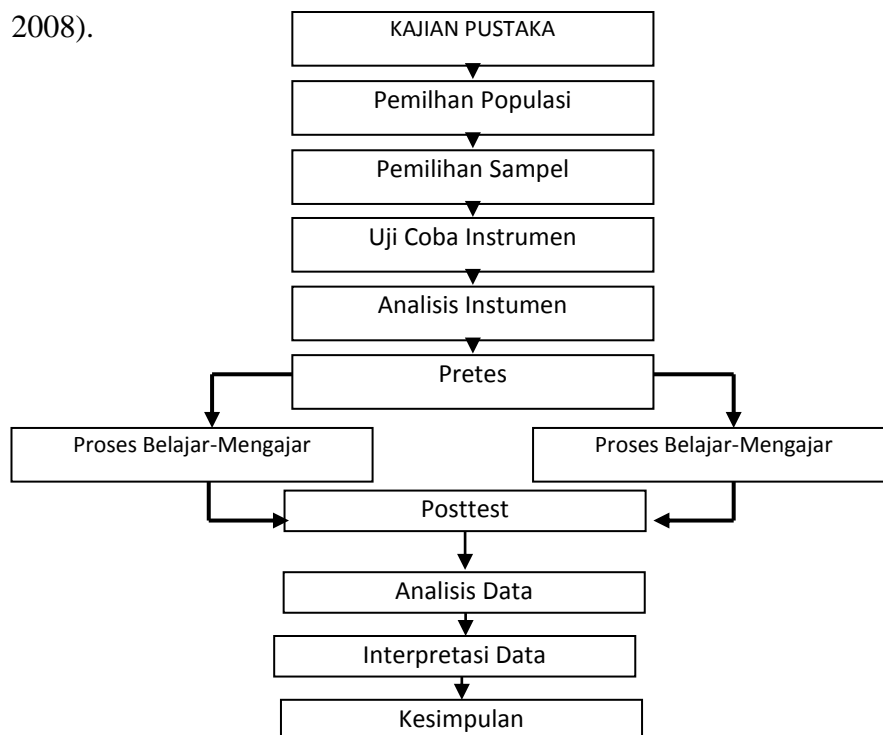 2008).
KAJIAN PUSTAKA
Pemilhan Populasi
Pemilihan Sampel
Uji Coba Instrumen
Analisis Instumen
Pretes
Proses Belajar-Mengajar
Proses Belajar-Mengajar
Posttest
Analisis Data
Interpretasi Data
Kesimpulan